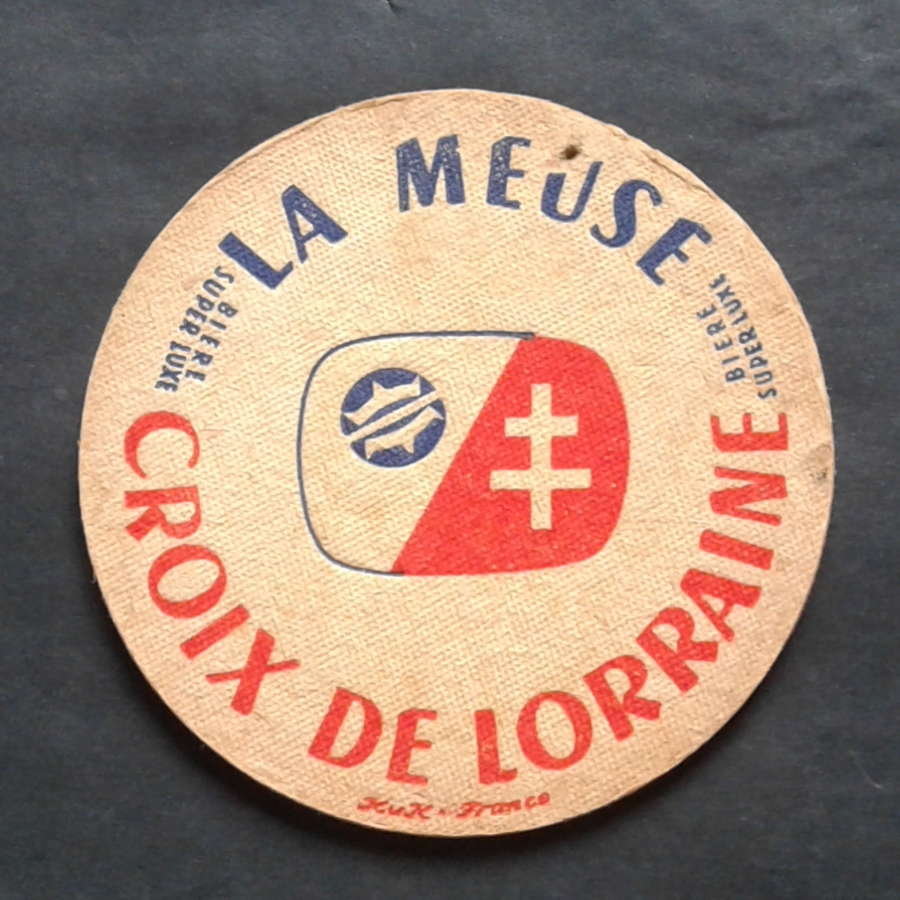 LA MEUSE
BIERE
SUPER LUXE
BIERE
SUPER LUXE
CROIX DE LORRAINE
KuK - France